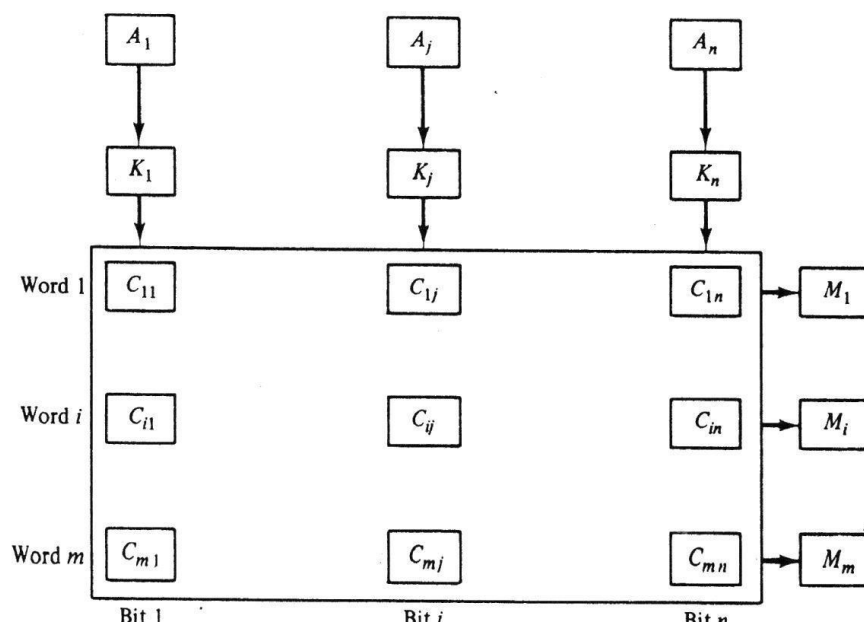 A₁ Aⱼ Aₙ
K₁ Kⱼ Kₙ
Word 1 C₁₁ C₁ⱼ C₁ₙ M₁
Word i Cᵢ₁ Cᵢⱼ Cᵢₙ Mᵢ
Word m Cₘ₁ Cₘⱼ Cₘₙ Mₘ
Bit 1 Bit j Bit n